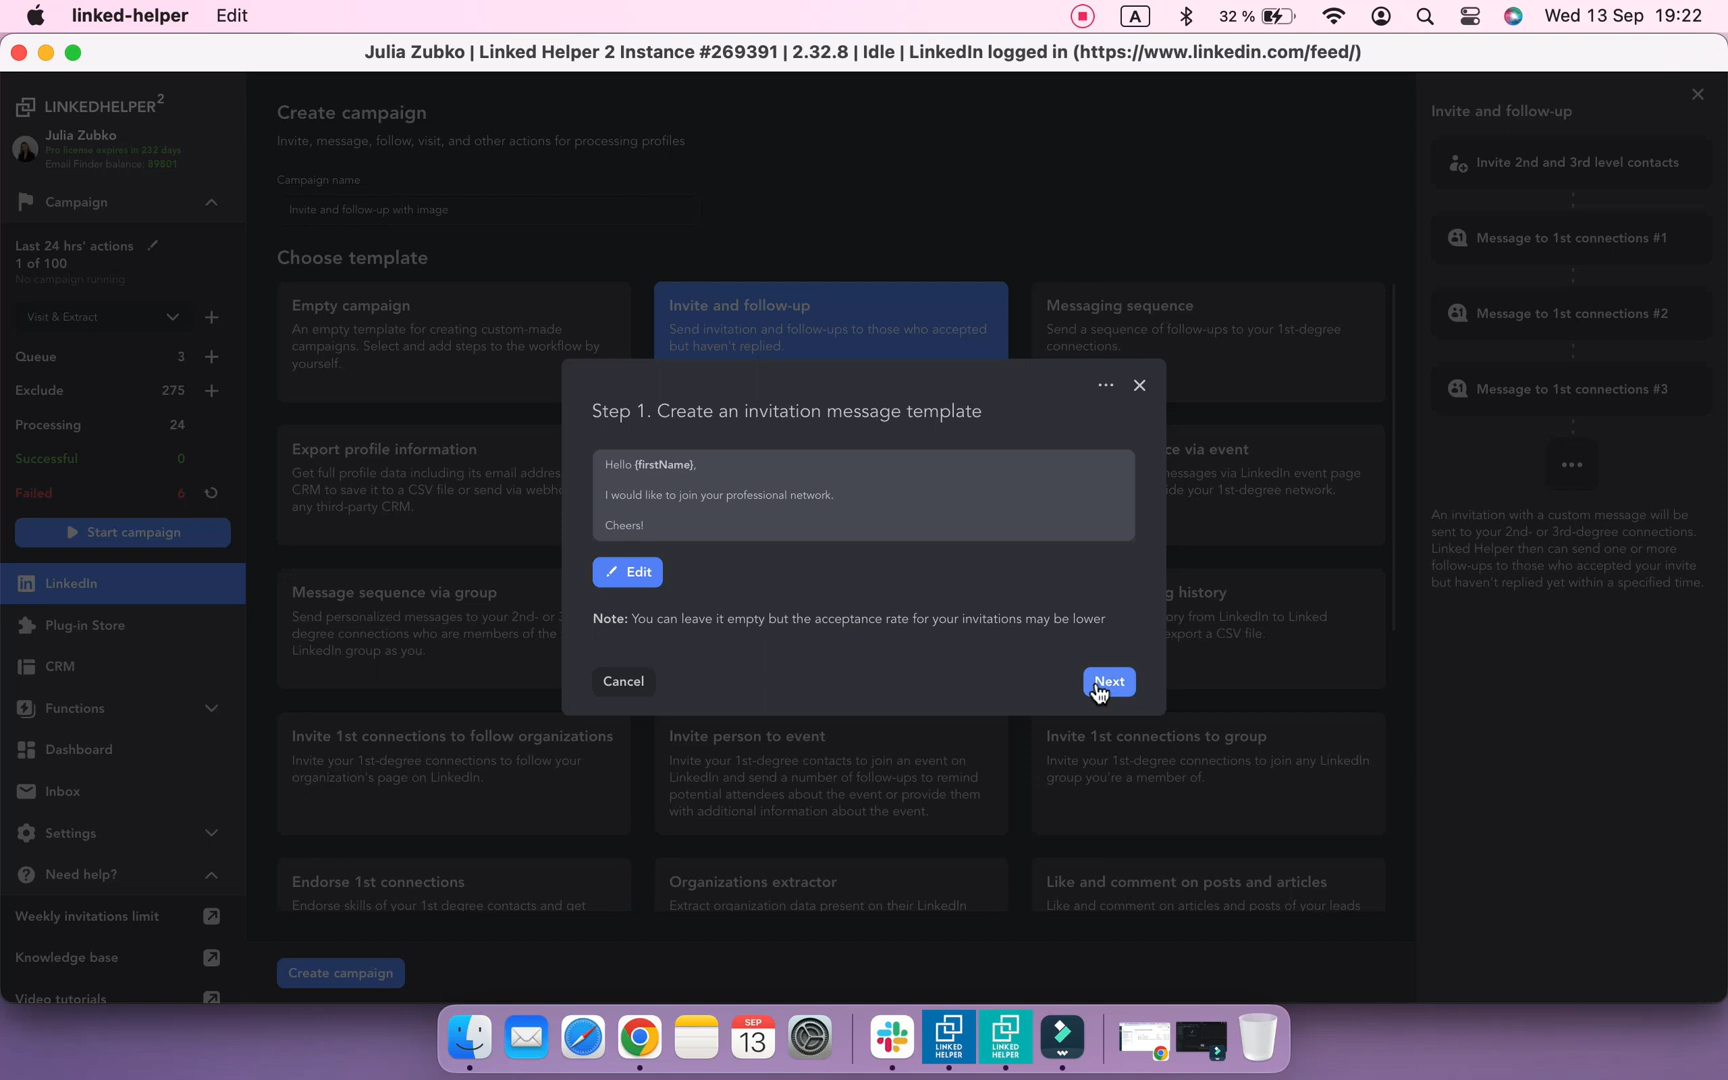 linked-helper Edit
A 32 % Wed 13 Sep 19:22
Julia Zubko | Linked Helper 2 Instance #269391 | 2.32.8 | Idle | LinkedIn logged in (https://www.linkedin.com/feed/)
LINKEDHELPER2
Julia Zubko
Pro license expires in 232 days
Email Finder balance: 89801
Campaign
Last 24 hrs' actions
1 of 100
No campaign running
Visit & Extract
Queue 3
Exclude 275
Processing 24
Successful 0
Failed 6
Start campaign
LinkedIn
Plug-in Store
CRM
Functions
Dashboard
Inbox
Settings
Need help?
Weekly invitations limit
Knowledge base
Video tutorials
Create campaign
Invite, message, follow, visit, and other actions for processing profiles
Campaign name
Invite and follow-up with image
Choose template
Empty campaign
An empty template for creating custom-made
campaigns. Select and add steps to the workflow by
yourself.
Invite and follow-up
Send invitation and follow-ups to those who accepted
but haven't replied.
Messaging sequence
Send a sequence of follow-ups to your 1st-degree
connections.
Export profile information
Get full profile data including its email addres
CRM to save it to a CSV file or send via webho
any third-party CRM.
ce via event
essages via LinkedIn event page
ide your 1st-degree network.
Message sequence via group
Send personalized messages to your 2nd- or 3
degree connections who are members of the
LinkedIn group as you.
g history
ory from LinkedIn to Linked
export a CSV file.
Invite 1st connections to follow organizations
Invite your 1st-degree connections to follow your
organization's page on LinkedIn.
Invite person to event
Invite your 1st-degree contacts to join an event on
LinkedIn and send a number of follow-ups to remind
potential attendees about the event or provide them
with additional information about the event.
Invite 1st connections to group
Invite your 1st-degree connections to join any LinkedIn
group you're a member of.
Endorse 1st connections
Endorse skills of your 1st degree contacts and get
Organizations extractor
Extract organization data present on their LinkedIn
Like and comment on posts and articles
Like and comment on articles and posts of your leads
Create campaign
Step 1. Create an invitation message template
Hello {firstName},
I would like to join your professional network.
Cheers!
Edit
Note: You can leave it empty but the acceptance rate for your invitations may be lower
Cancel
Next
Invite and follow-up
Invite 2nd and 3rd level contacts
Message to 1st connections #1
Message to 1st connections #2
Message to 1st connections #3
An invitation with a custom message will be
sent to your 2nd- or 3rd-degree connections.
Linked Helper then can send one or more
follow-ups to those who accepted your invite
but haven't replied yet within a specified time.
SEP
13
LINKED
HELPER
LINKED
HELPER